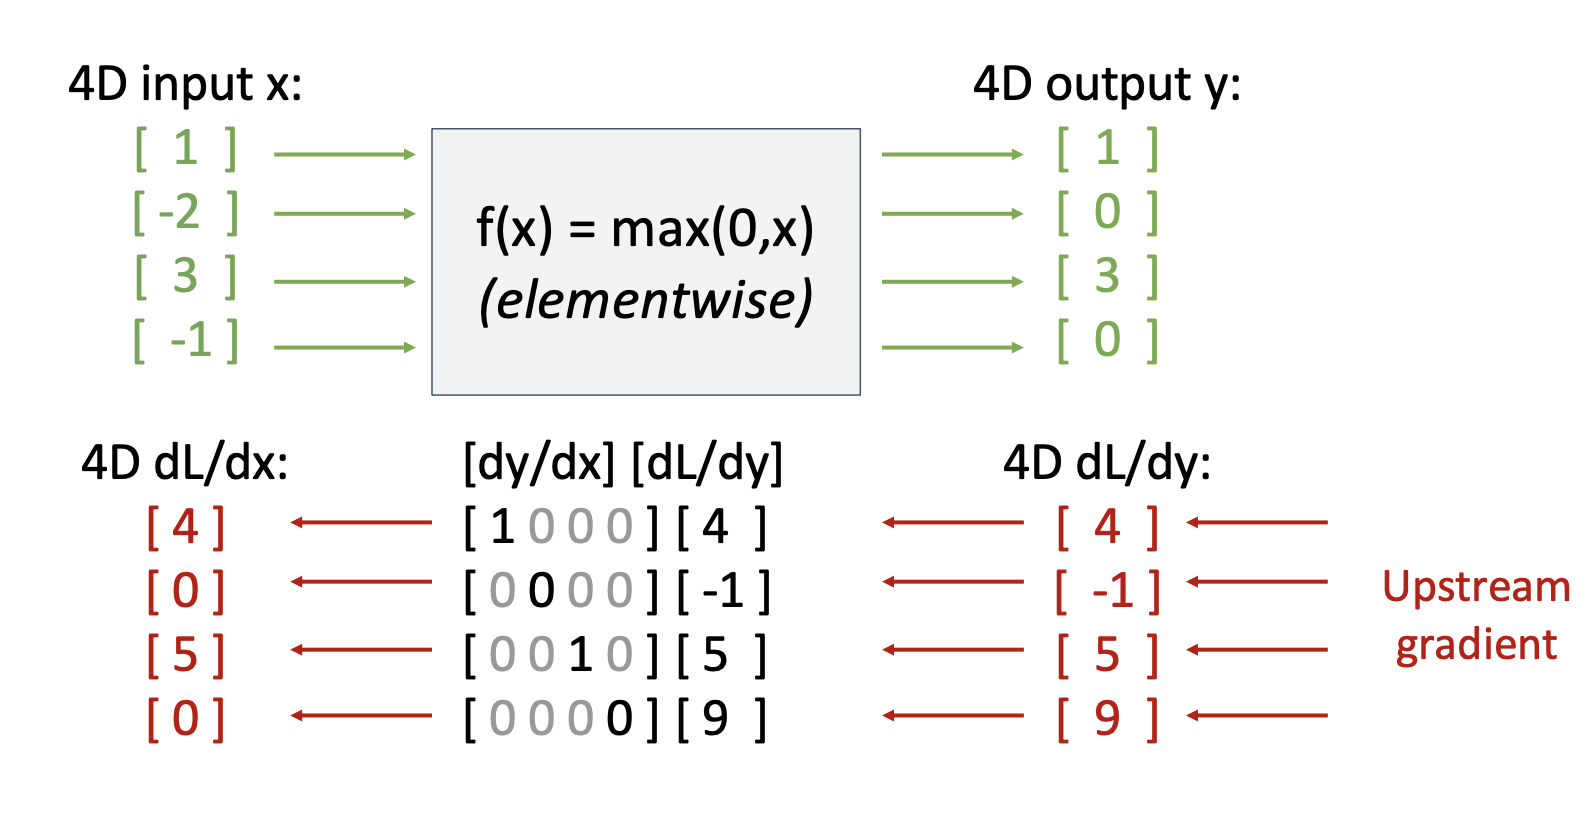 4D input x:
[ 1 ]
[ -2 ]
[ 3 ]
[ -1 ]
f(x) = max(0,x)
(elementwise)
4D output y:
[ 1 ]
[ 0 ]
[ 3 ]
[ 0 ]
4D dL/dx:
[ 4 ]
[ 0 ]
[ 5 ]
[ 0 ]
[dy/dx] [dL/dy]
[ 1 0 0 0 ] [ 4 ]
[ 0 0 0 0 ] [ -1 ]
[ 0 0 1 0 ] [ 5 ]
[ 0 0 0 0 ] [ 9 ]
4D dL/dy:
[ 4 ]
[ -1 ]
[ 5 ]
[ 9 ]
Upstream
gradient